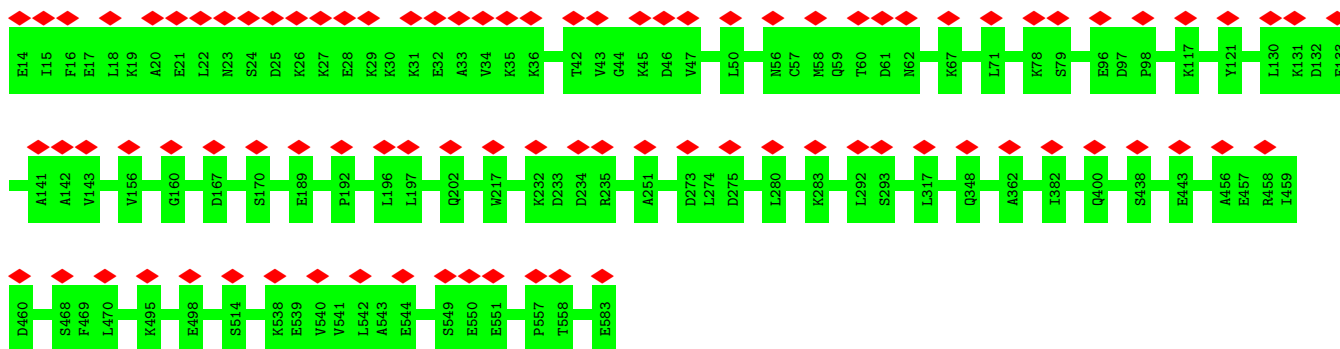 E14 I15 F16 E17 L18 K19 A20 E21 L22 N23 S24 D25 K26 K27 E28 K29 K30 K31 E32 A33 V34 K35 K36 T42 V43 G44 K45 D46 V47 L50 N56 C57 M58 Q59 T60 D61 N62 K67 L71 K78 S79 E96 D97 P98 K117 Y121 L130 K131 D132
A141 A142 V143 V156 G160 D167 S170 E189 P192 L196 L197 Q202 W217 K232 D233 D234 R235 A251 D273 L274 D275 L280 K283 L292 S293 L317 Q348 A362 I382 Q400 S438 E443 A456 E457 R458 I459
D460 S468 F469 L470 K495 E498 S514 K538 E539 V540 V541 L542 A543 E544 S549 E550 E551 P557 T558 E583